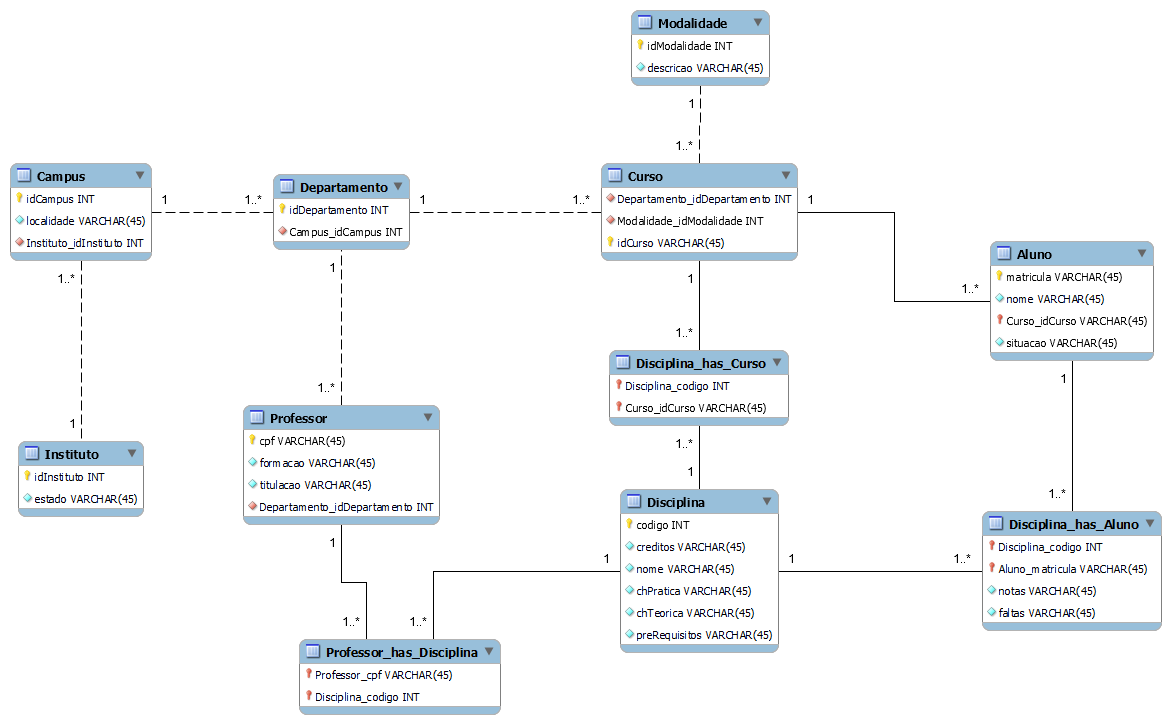 Modalidade
idModalidade INT
descricao VARCHAR(45)
1
1..*
Campus
idCampus INT
localidade VARCHAR(45)
Instituto_idInstituto INT
1
1..*
Departamento
idDepartamento INT
Campus_idCampus INT
1
1..*
Curso
Departamento_idDepartamento INT
Modalidade_idModalidade INT
idCurso VARCHAR(45)
1
1..*
Aluno
matricula VARCHAR(45)
nome VARCHAR(45)
Curso_idCurso VARCHAR(45)
situacao VARCHAR(45)
1..*
1
1
1..*
1
1..*
Disciplina_has_Curso
Disciplina_codigo INT
Curso_idCurso VARCHAR(45)
1..*
1
Instituto
idInstituto INT
estado VARCHAR(45)
Professor
cpf VARCHAR(45)
formacao VARCHAR(45)
titulacao VARCHAR(45)
Departamento_idDepartamento INT
1
1..*
Disciplina
codigo INT
creditos VARCHAR(45)
nome VARCHAR(45)
chPratica VARCHAR(45)
chTeorica VARCHAR(45)
preRequisitos VARCHAR(45)
1
1..*
1
1..*
1
1..*
Disciplina_has_Aluno
Disciplina_codigo INT
Aluno_matricula VARCHAR(45)
notas VARCHAR(45)
faltas VARCHAR(45)
Professor_has_Disciplina
Professor_cpf VARCHAR(45)
Disciplina_codigo INT